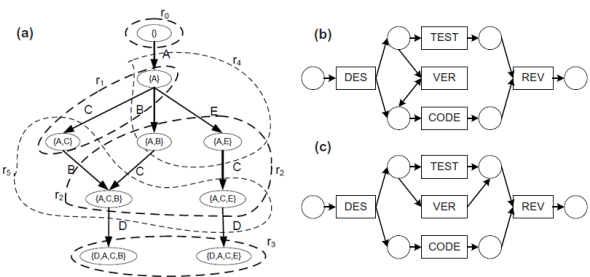 (a)
r0
{}
A
{A}
r1
r4
C
B
E
{A,C}
{A,B}
{A,E}
r5
B
C
C
r2
r2
{A,C,B}
{A,C,E}
D
D
r3
{D,A,C,B}
{D,A,C,E}
(b)
TEST
DES
VER
REV
CODE
(c)
TEST
DES
VER
REV
CODE